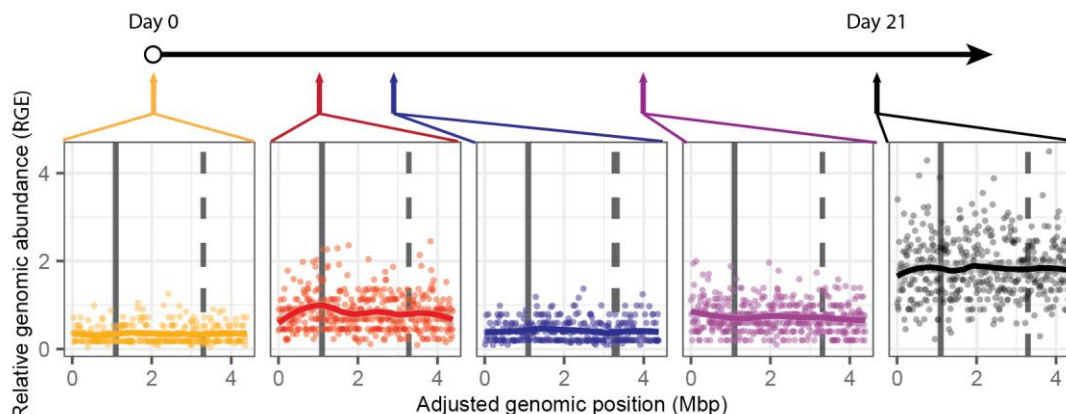 Day 0
Day 21
Relative genomic abundance (RGE)
4
2
0
0 2 4 0 2 4 0 2 4 0 2 4 0 2 4
Adjusted genomic position (Mbp)